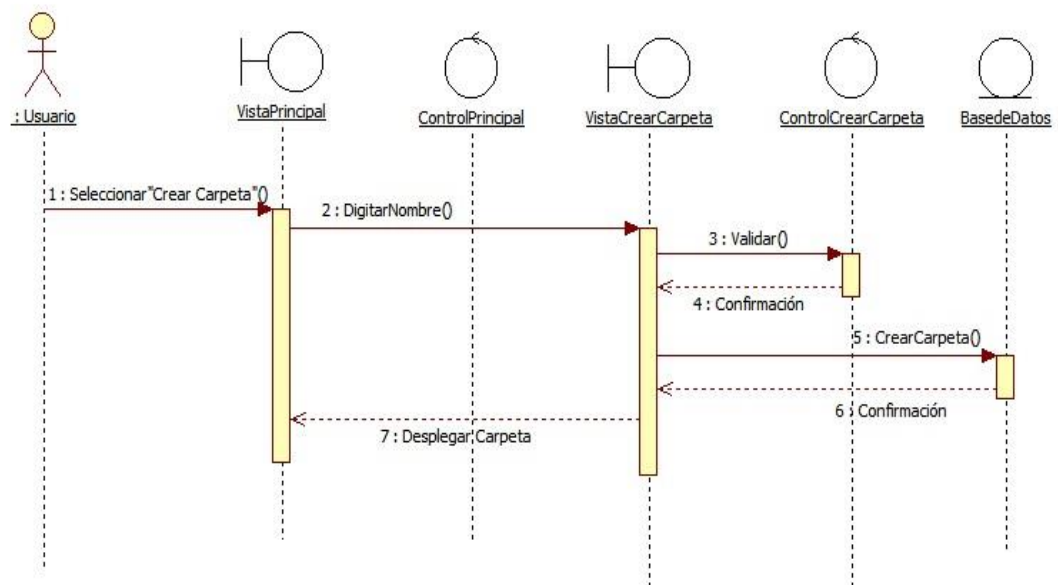 : Usuario
VistaPrincipal
ControlPrincipal
VistaCrearCarpeta
ControlCrearCarpeta
BasedeDatos
1 : Seleccionar"Crear Carpeta"()
2 : DigitarNombre()
3 : Validar()
4 : Confirmación
5 : CrearCarpeta()
6 : Confirmación
7 : Desplegar Carpeta